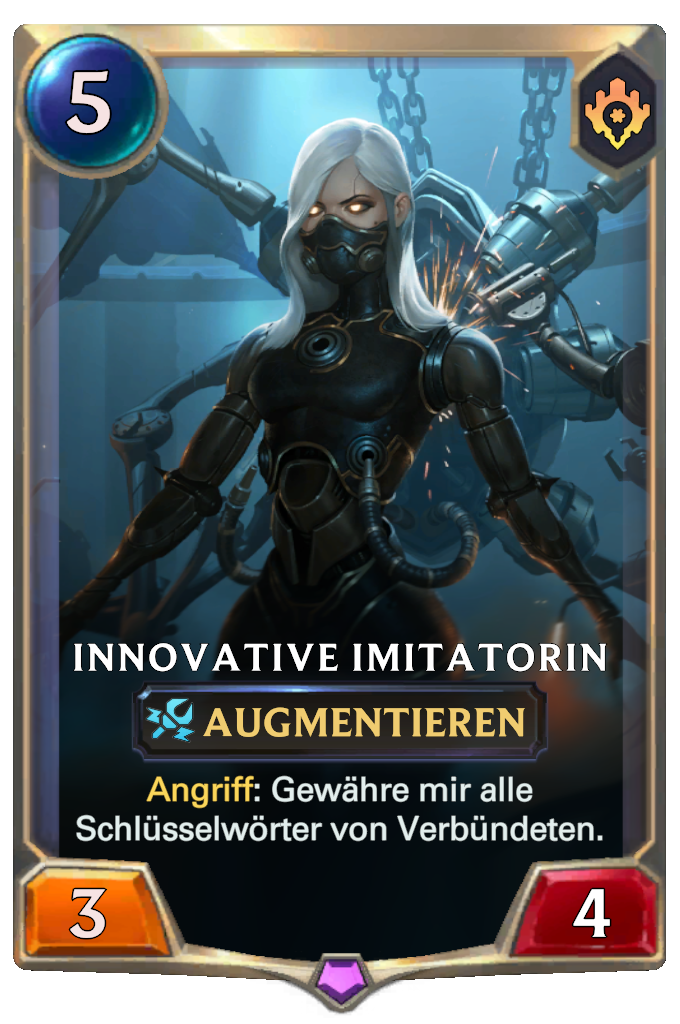 5
INNOVATIVE IMITATORIN
AUGMENTIEREN
Angriff: Gewähre mir alle
Schlüsselwörter von Verbündeten.
3
4